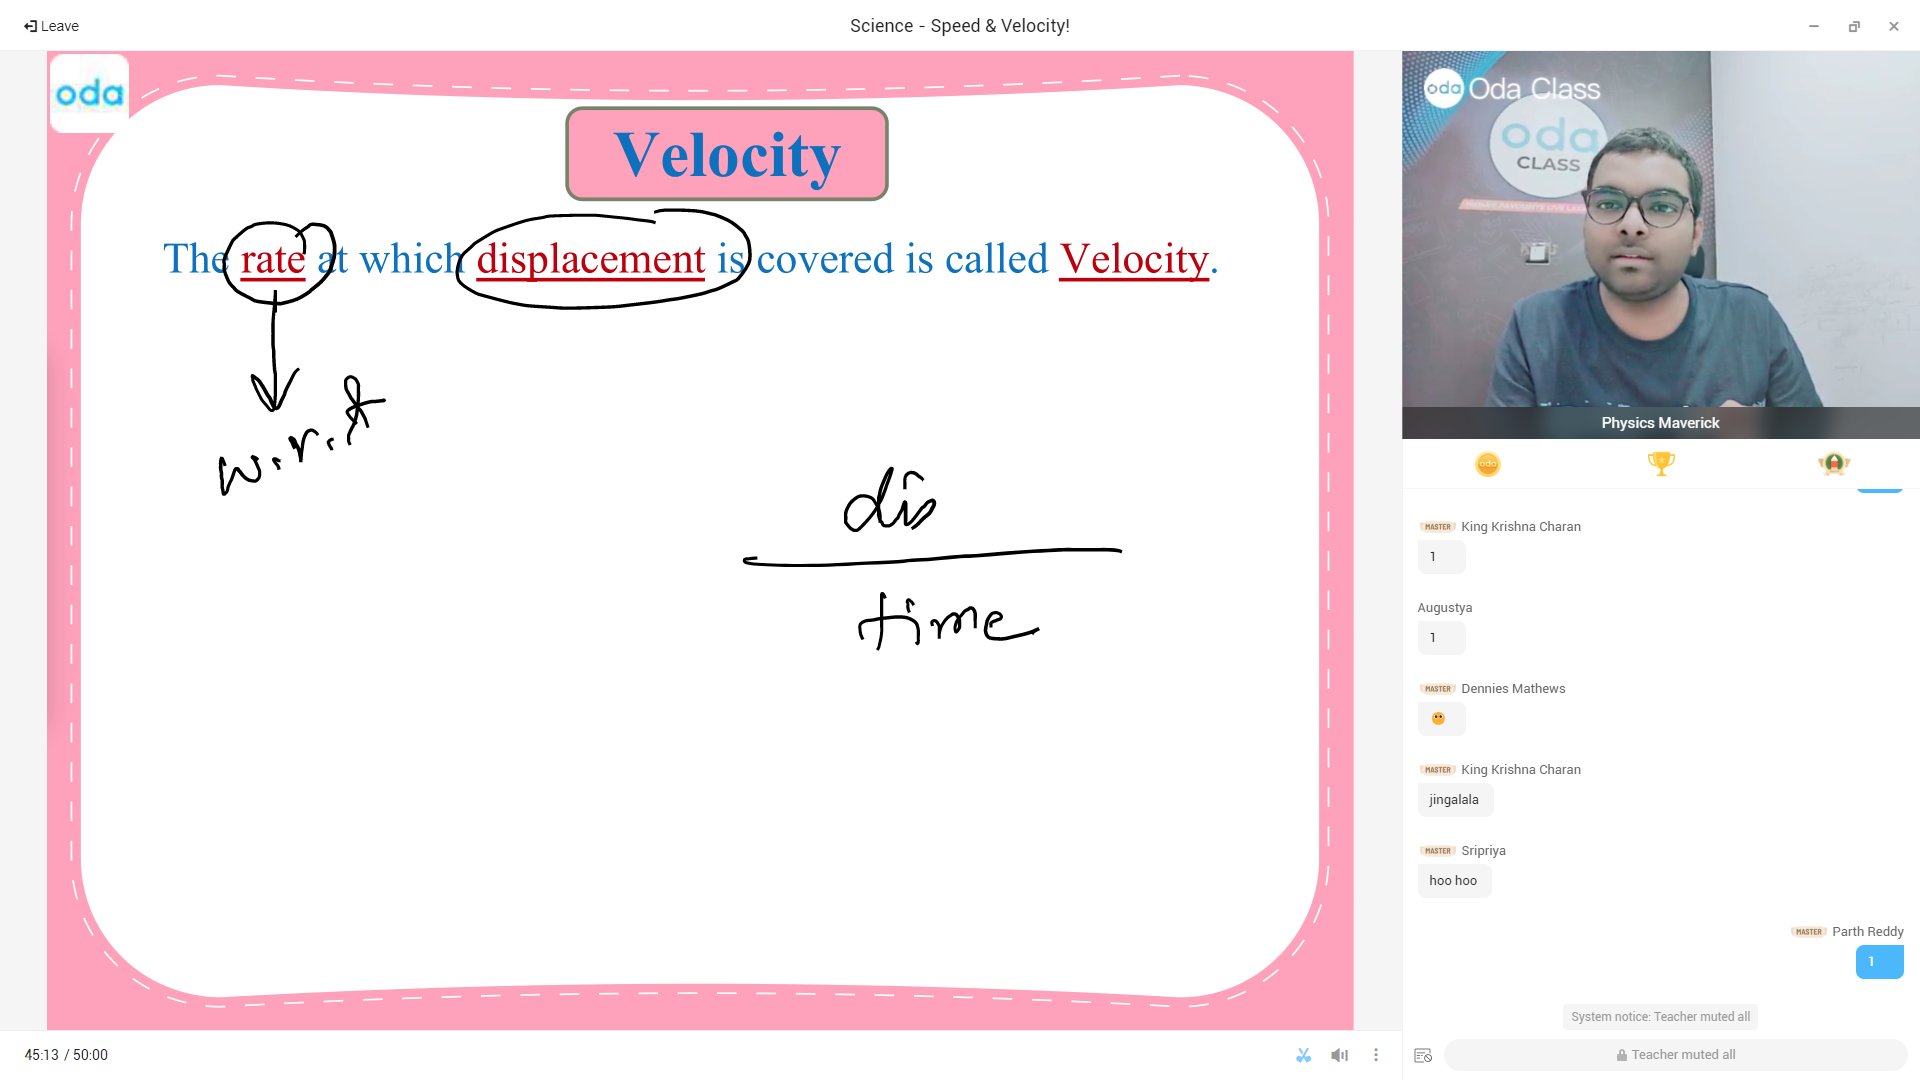 Leave
Science - Speed & Velocity!
oda
Velocity
The rate at which displacement is covered is called Velocity.
w.r.t
dis
time
oda Oda Class
oda
CLASS
Physics Maverick
oda
MASTER King Krishna Charan
1
Augustya
1
MASTER Dennies Mathews
MASTER King Krishna Charan
jingalala
MASTER Sripriya
hoo hoo
MASTER Parth Reddy
1
System notice: Teacher muted all
45:13 / 50:00
Teacher muted all